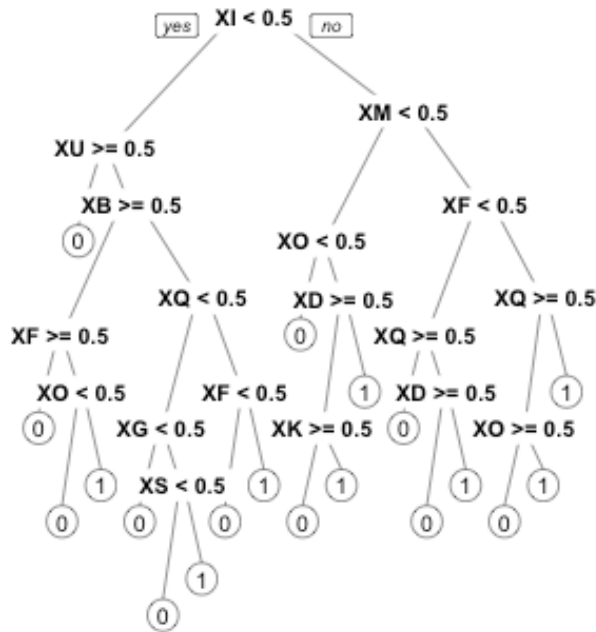 yes XI < 0.5 no
XM < 0.5
XU >= 0.5
XB >= 0.5 XF < 0.5
0 XO < 0.5
XQ < 0.5 XD >= 0.5 XQ >= 0.5
XF >= 0.5 0 XQ >= 0.5
XO < 0.5 XF < 0.5 1 XD >= 0.5 1
0 XG < 0.5 XK >= 0.5 0 XO >= 0.5
1 XS < 0.5 1 1 1 1
0 0 0 0 0 0
1
0